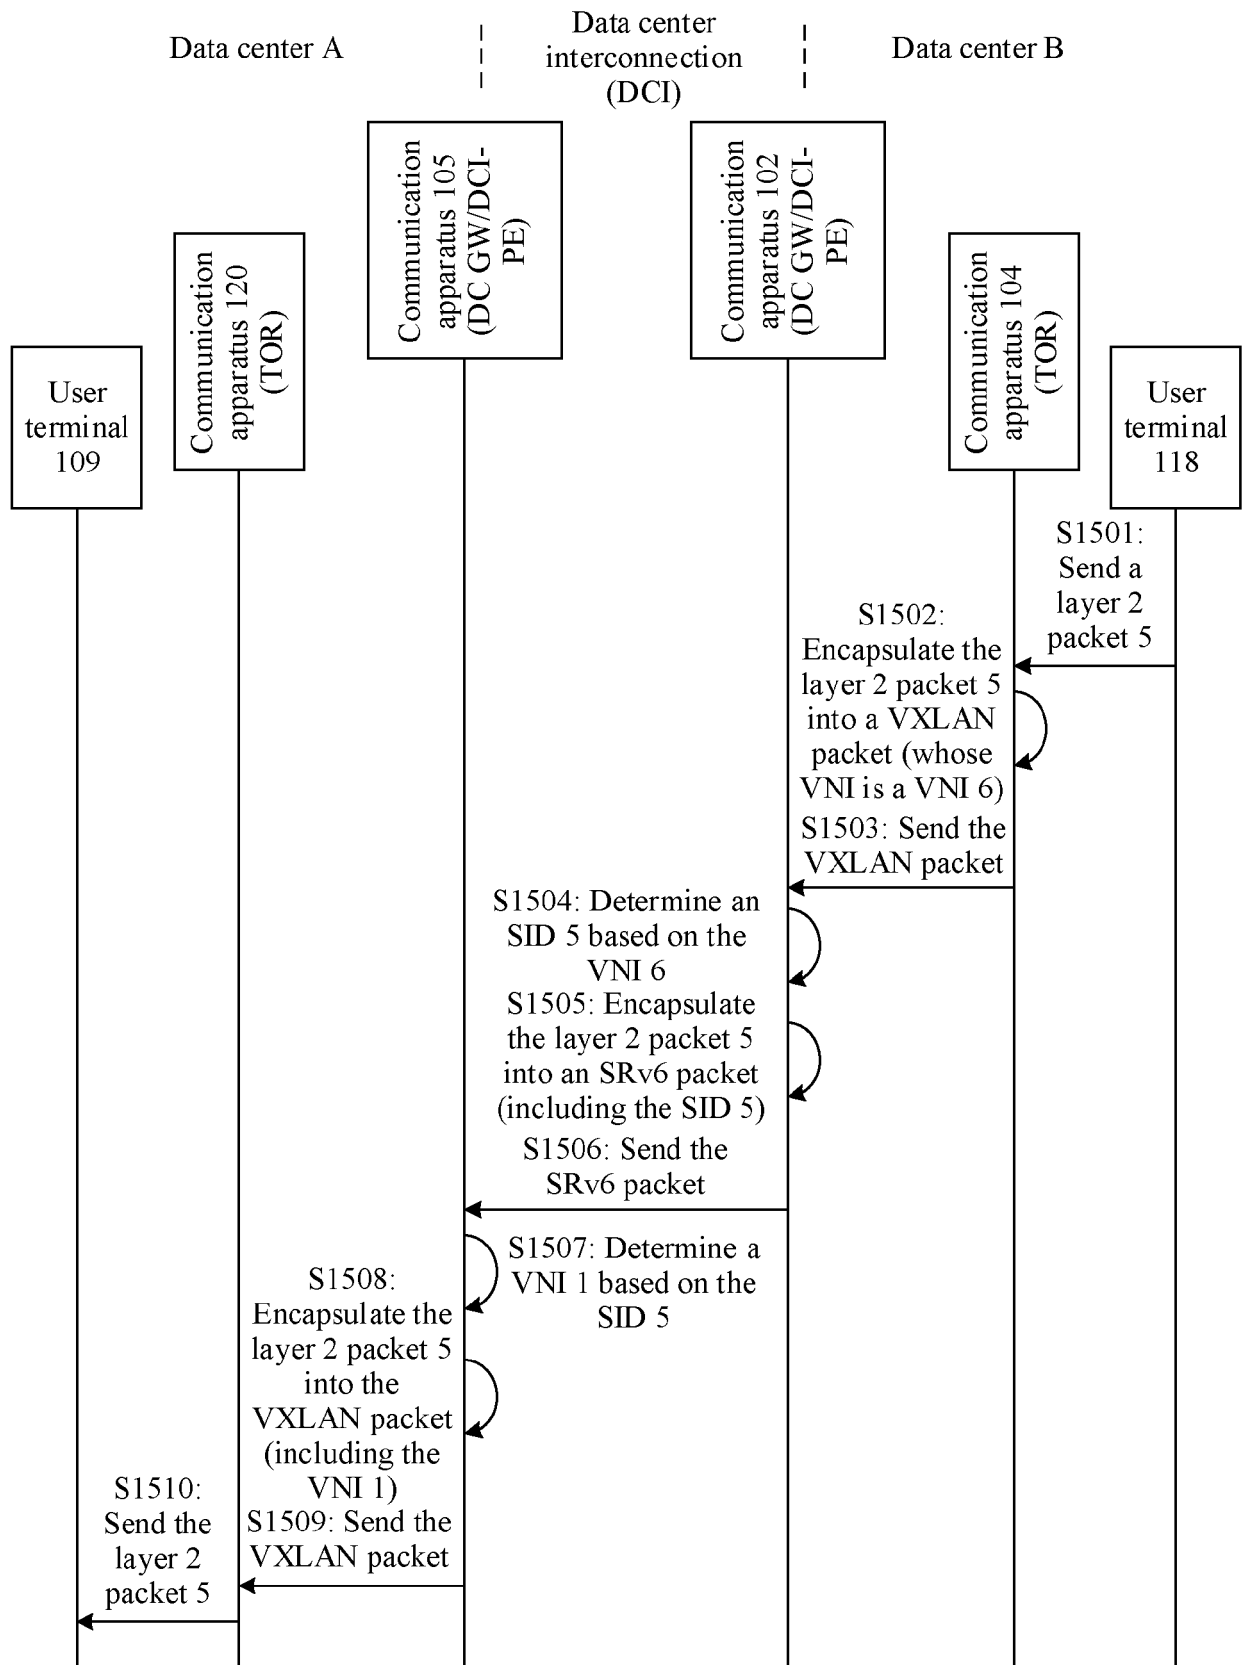 Data center A
Data center
interconnection
(DCI)
Data center B
User
terminal
109
Communication
apparatus 120
(TOR)
Communication
apparatus 105
(DC GW/DCI-
PE)
Communication
apparatus 102
(DC GW/DCI-
PE)
Communication
apparatus 104
(TOR)
User
terminal
118
S1501:
Send a
layer 2
packet 5
S1502:
Encapsulate the
layer 2 packet 5
into a VXLAN
packet (whose
VNI is a VNI 6)
S1503: Send the
VXLAN packet
S1504: Determine an
SID 5 based on the
VNI 6
S1505: Encapsulate
the layer 2 packet 5
into an SRv6 packet
(including the SID 5)
S1506: Send the
SRv6 packet
S1507: Determine a
VNI 1 based on the
SID 5
S1508:
Encapsulate the
layer 2 packet 5
into the
VXLAN packet
(including the
VNI 1)
S1509: Send the
VXLAN packet
S1510:
Send the
layer 2
packet 5